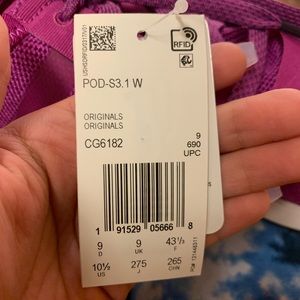 RFID
POD-S3.1 W
ORIGINALS
ORIGINALS
CG6182
9
690
UPC
1 91529 05666 8
9 9 43⅓
D UK F
10½ 275 265
J CHN